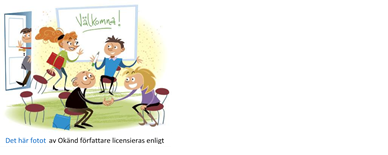 Välkomna!
Det här fotot av Okänd författare licensieras enligt